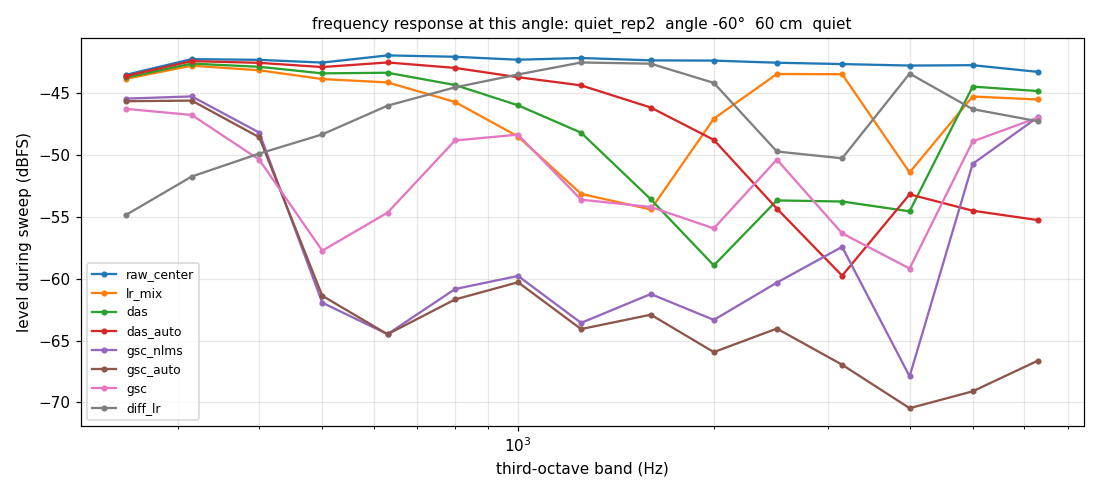 frequency response at this angle: quiet_rep2  angle -60°  60 cm  quiet
level during sweep (dBFS)
−45
−50
−55
−60
−65
−70
raw_center
lr_mix
das
das_auto
gsc_nlms
gsc_auto
gsc
diff_lr
10³
third-octave band (Hz)